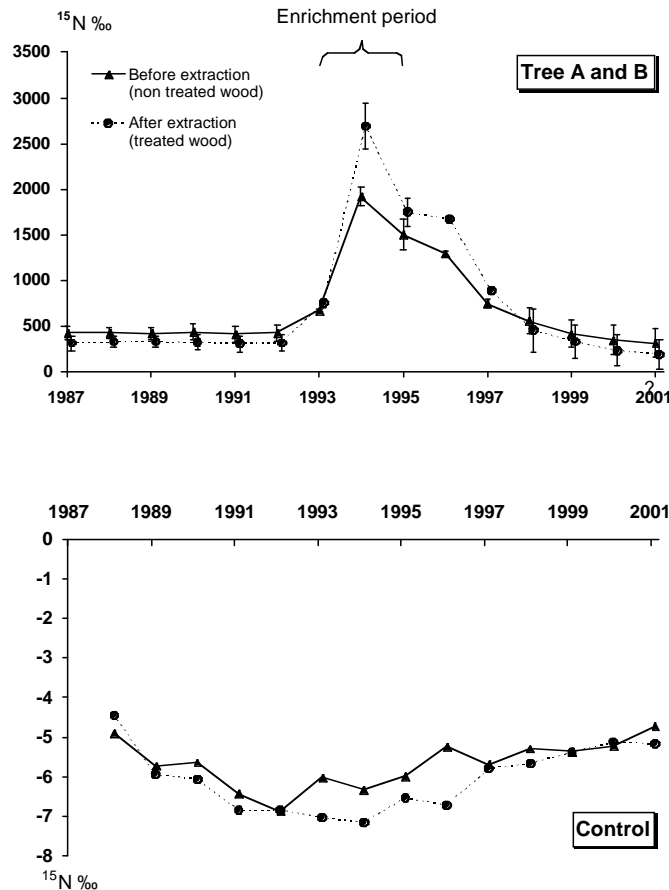 ¹⁵N ‰
Enrichment period
3500
3000
2500
2000
1500
1000
500
0
Before extraction
(non treated wood)
After extraction
(treated wood)
Tree A and B
2
1987 1989 1991 1993 1995 1997 1999 2001
1987 1989 1991 1993 1995 1997 1999 2001
0
-1
-2
-3
-4
-5
-6
-7
-8
Control
¹⁵N ‰